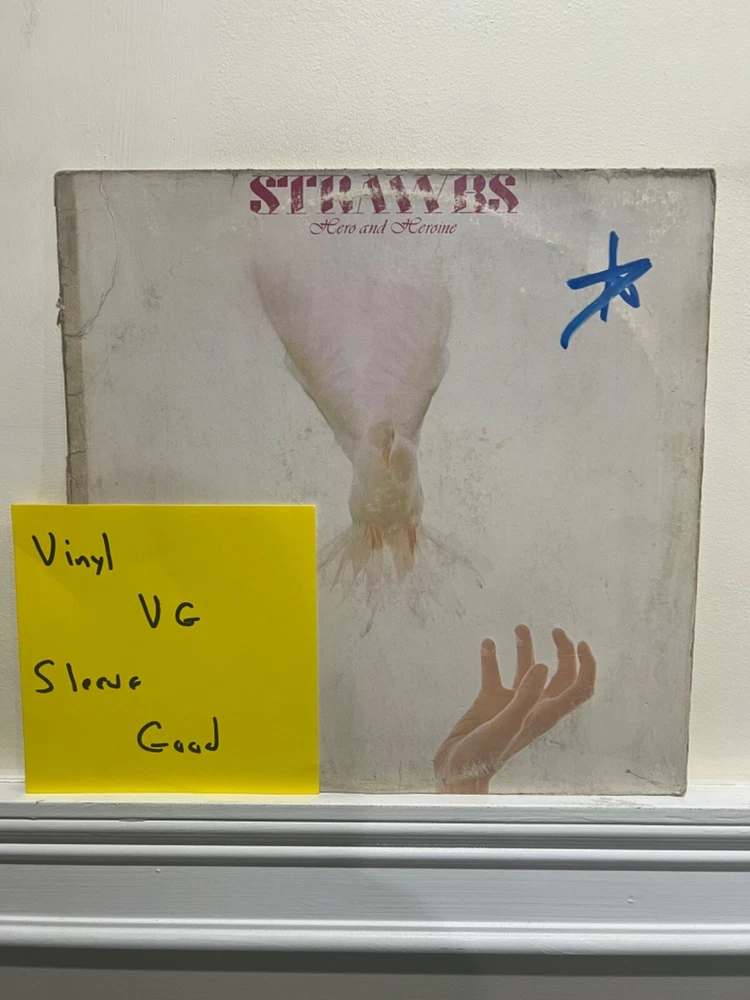 STRAWBS
Hero and Heroine
Vinyl
VG
Sleeve
Good